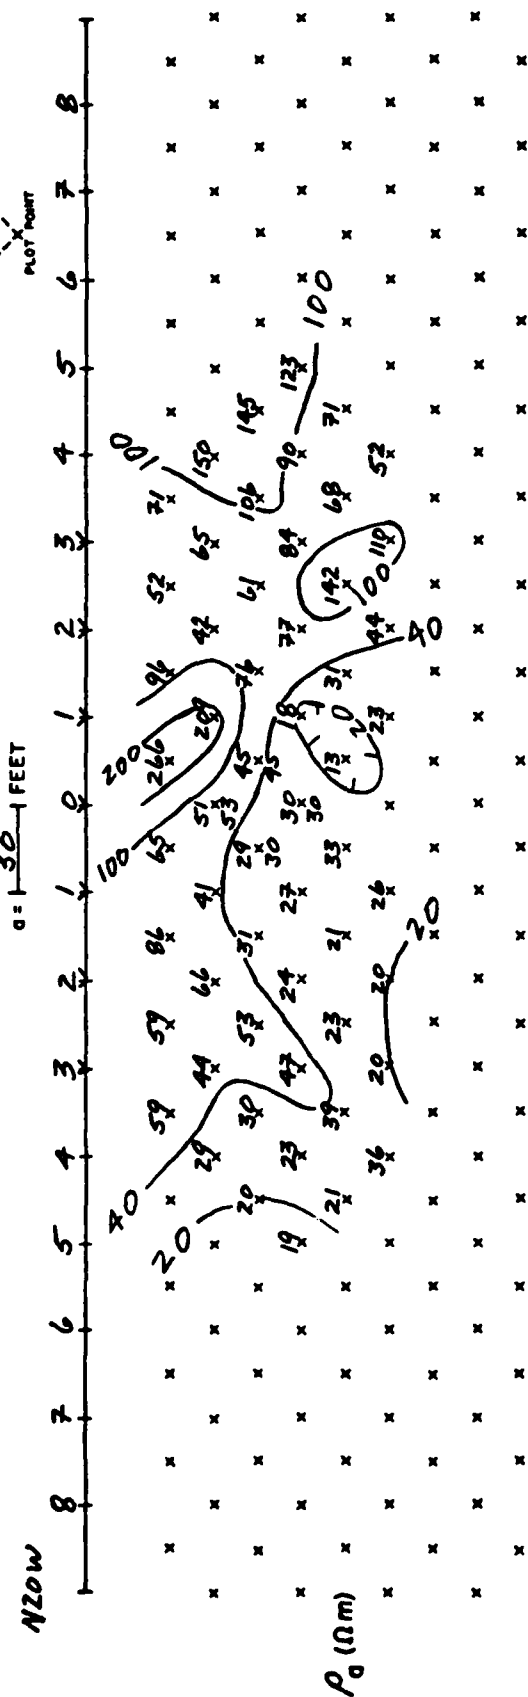 PLOT POINT
a = 30 FEET
N20W
8 7 6 5 4 3 2 1 0 1 2 3 4 5 6 7 8
40 100 200 100
59 59 86 65 266 96 52 71
20
29 44 66 41 51 209 42 65 150
53
20 30 53 31 29 45 76 61 106 145
30 45
19 23 47 24 27 30 18 77 84 90 123
30 100
ρa (Ωm)
21 39 23 21 33 13 20 31 142 68 71
100
36 20 20 26 23 44 110 52
20 40